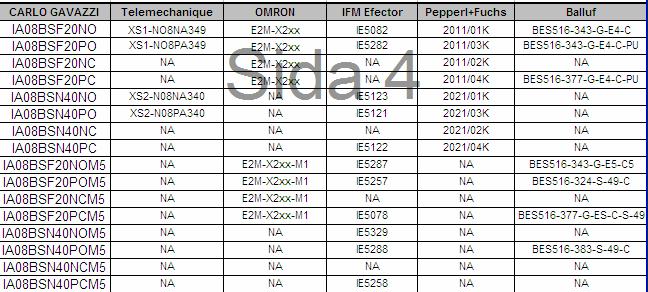 CARLO GAVAZZI Telemechanique OMRON IFM Efector Pepperl+Fuchs Balluf
IA08BSF20NO XS1-NO8NA349 E2M-X2xx IE5082 2011/01K BES516-343-G-E4-C
IA08BSF20PO XS1-NO8PA349 E2M-X2xx IE5282 2011/03K BES516-343-G-E4-C-PU
IA08BSF20NC NA E2M-X2xx NA 2011/02K NA
IA08BSF20PC NA E2M-X2xx NA 2011/04K BES516-377-G-E4-C-PU
IA08BSN40NO XS2-N08NA340 NA IE5123 2021/01K NA
IA08BSN40PO XS2-N08PA340 NA IE5121 2021/03K NA
IA08BSN40NC NA NA NA 2021/02K NA
IA08BSN40PC NA NA IE5122 2021/04K NA
IA08BSF20NOM5 NA E2M-X2xx-M1 IE5287 NA BES516-343-G-E5-C5
IA08BSF20POM5 NA E2M-X2xx-M1 IE5257 NA BES516-324-S-49-C
IA08BSF20NCM5 NA E2M-X2xx-M1 NA NA NA
IA08BSF20PCM5 NA E2M-X2xx-M1 IE5078 NA BES516-377-G-ES-C-S-49
IA08BSN40NOM5 NA NA IE5329 NA NA
IA08BSN40POM5 NA NA IE5288 NA BES516-383-S-49-C
IA08BSN40NCM5 NA NA NA NA NA
IA08BSN40PCM5 NA NA IE5258 NA NA
Sida 4